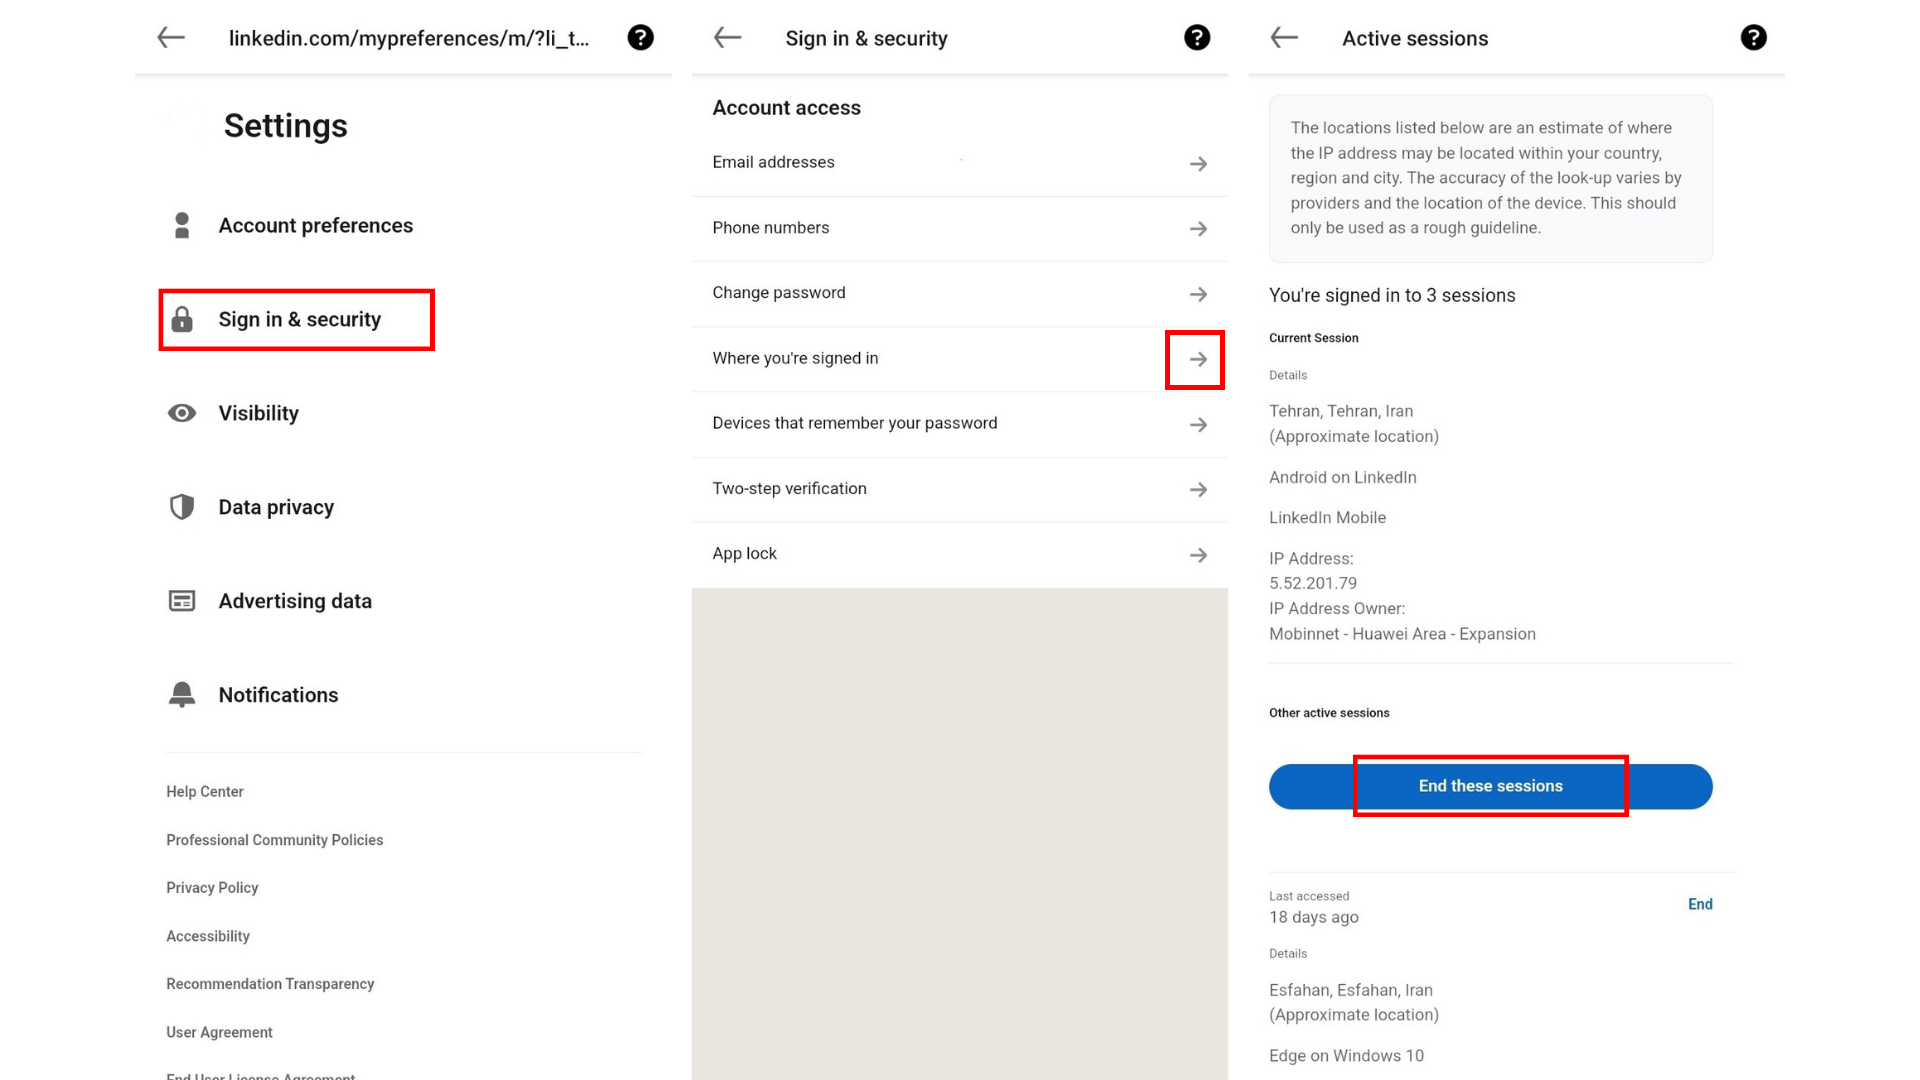 linkedin.com/mypreferences/m/?li_t...
?
Settings
Account preferences
Sign in & security
Visibility
Data privacy
Advertising data
Notifications
Help Center
Professional Community Policies
Privacy Policy
Accessibility
Recommendation Transparency
User Agreement
End User License Agreement
Sign in & security
?
Account access
Email addresses
Phone numbers
Change password
Where you're signed in
Devices that remember your password
Two-step verification
App lock
Active sessions
?
The locations listed below are an estimate of where
the IP address may be located within your country,
region and city. The accuracy of the look-up varies by
providers and the location of the device. This should
only be used as a rough guideline.
You're signed in to 3 sessions
Current Session
Details
Tehran, Tehran, Iran
(Approximate location)
Android on LinkedIn
LinkedIn Mobile
IP Address:
5.52.201.79
IP Address Owner:
Mobinnet - Huawei Area - Expansion
Other active sessions
End these sessions
Last accessed
End
18 days ago
Details
Esfahan, Esfahan, Iran
(Approximate location)
Edge on Windows 10